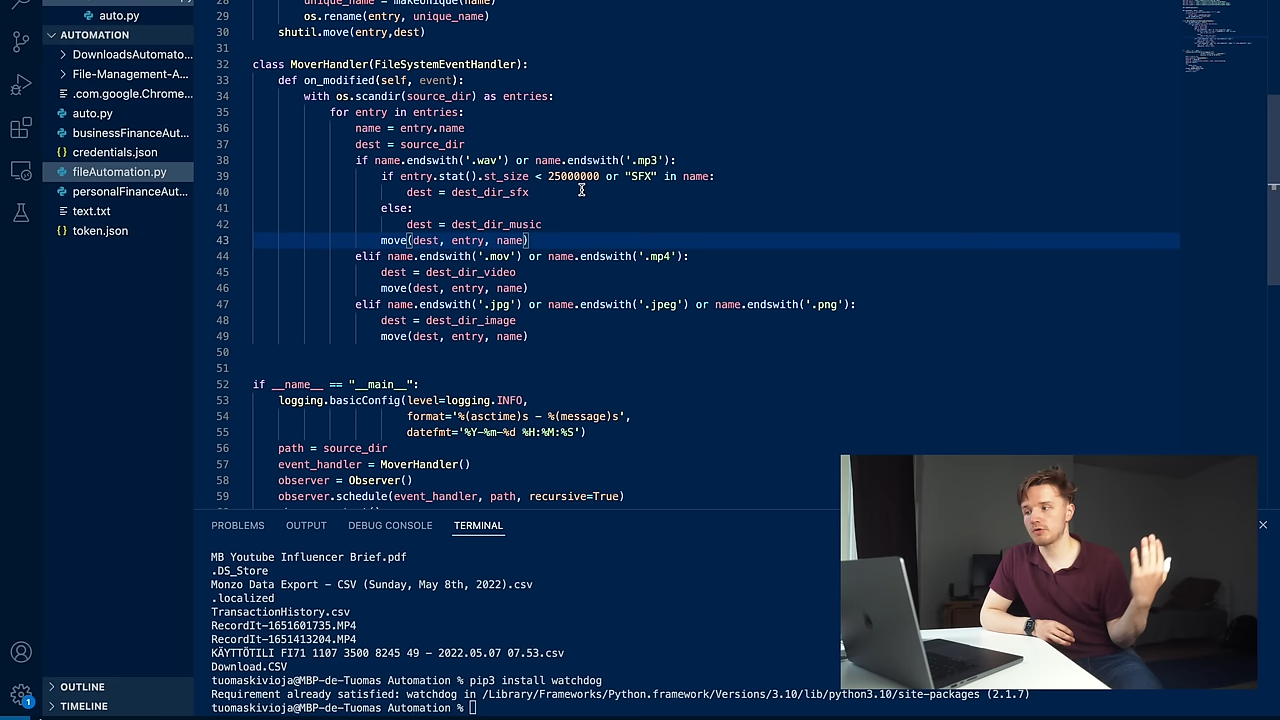 auto.py
AUTOMATION
DownloadsAutomato...
File-Management-A...
.com.google.Chrome...
auto.py
businessFinanceAut...
{} credentials.json
fileAutomation.py
personalFinanceAut...
text.txt
{} token.json
OUTLINE
TIMELINE
1
28 unique_name = makeUnique(name)
29 os.rename(entry, unique_name)
30 shutil.move(entry,dest)
31
32 class MoverHandler(FileSystemEventHandler):
33 def on_modified(self, event):
34 with os.scandir(source_dir) as entries:
35 for entry in entries:
36 name = entry.name
37 dest = source_dir
38 if name.endswith('.wav') or name.endswith('.mp3'):
39 if entry.stat().st_size < 25000000 or "SFX" in name:
40 dest = dest_dir_sfx
41 else:
42 dest = dest_dir_music
43 move(dest, entry, name)
44 elif name.endswith('.mov') or name.endswith('.mp4'):
45 dest = dest_dir_video
46 move(dest, entry, name)
47 elif name.endswith('.jpg') or name.endswith('.jpeg') or name.endswith('.png'):
48 dest = dest_dir_image
49 move(dest, entry, name)
50
51
52 if __name__ == "__main__":
53 logging.basicConfig(level=logging.INFO,
54 format='%(asctime)s - %(message)s',
55 datefmt='%Y-%m-%d %H:%M:%S')
56 path = source_dir
57 event_handler = MoverHandler()
58 observer = Observer()
59 observer.schedule(event_handler, path, recursive=True)
PROBLEMS OUTPUT DEBUG CONSOLE TERMINAL
MB Youtube Influencer Brief.pdf
.DS_Store
Monzo Data Export – CSV (Sunday, May 8th, 2022).csv
.localized
TransactionHistory.csv
RecordIt-1651601735.MP4
RecordIt-1651413204.MP4
KÄYTTÖTILI FI71 1107 3500 8245 49 - 2022.05.07 07.53.csv
Download.CSV
tuomaskivioja@MBP-de-Tuomas Automation % pip3 install watchdog
Requirement already satisfied: watchdog in /Library/Frameworks/Python.framework/Versions/3.10/lib/python3.10/site-packages (2.1.7)
tuomaskivioja@MBP-de-Tuomas Automation %